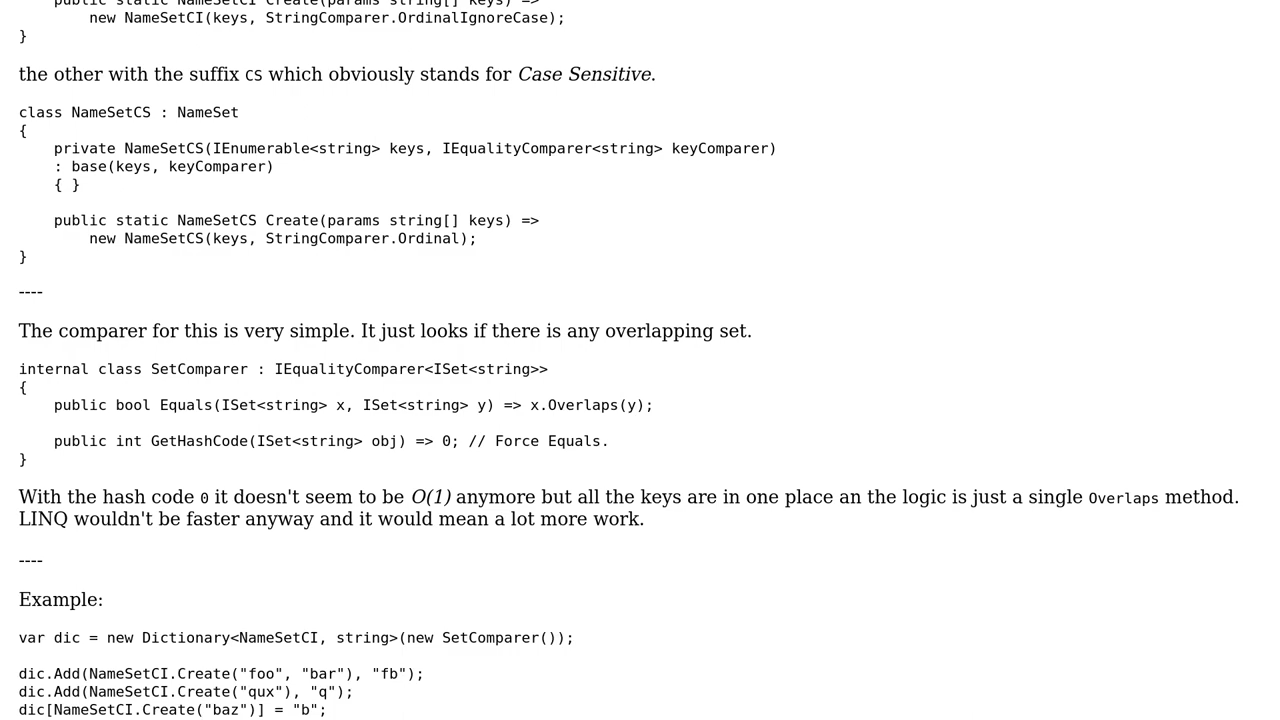 public static NameSetCI Create(params string[] keys) =>
        new NameSetCI(keys, StringComparer.OrdinalIgnoreCase);
}
the other with the suffix CS which obviously stands for Case Sensitive.
class NameSetCS : NameSet
{
    private NameSetCS(IEnumerable<string> keys, IEqualityComparer<string> keyComparer)
    : base(keys, keyComparer)
    { }
    public static NameSetCS Create(params string[] keys) =>
        new NameSetCS(keys, StringComparer.Ordinal);
}
----
The comparer for this is very simple. It just looks if there is any overlapping set.
internal class SetComparer : IEqualityComparer<ISet<string>>
{
    public bool Equals(ISet<string> x, ISet<string> y) => x.Overlaps(y);
    public int GetHashCode(ISet<string> obj) => 0; // Force Equals.
}
With the hash code 0 it doesn't seem to be O(1) anymore but all the keys are in one place an the logic is just a single Overlaps method.
LINQ wouldn't be faster anyway and it would mean a lot more work.
----
Example:
var dic = new Dictionary<NameSetCI, string>(new SetComparer());
dic.Add(NameSetCI.Create("foo", "bar"), "fb");
dic.Add(NameSetCI.Create("qux"), "q");
dic[NameSetCI.Create("baz")] = "b";